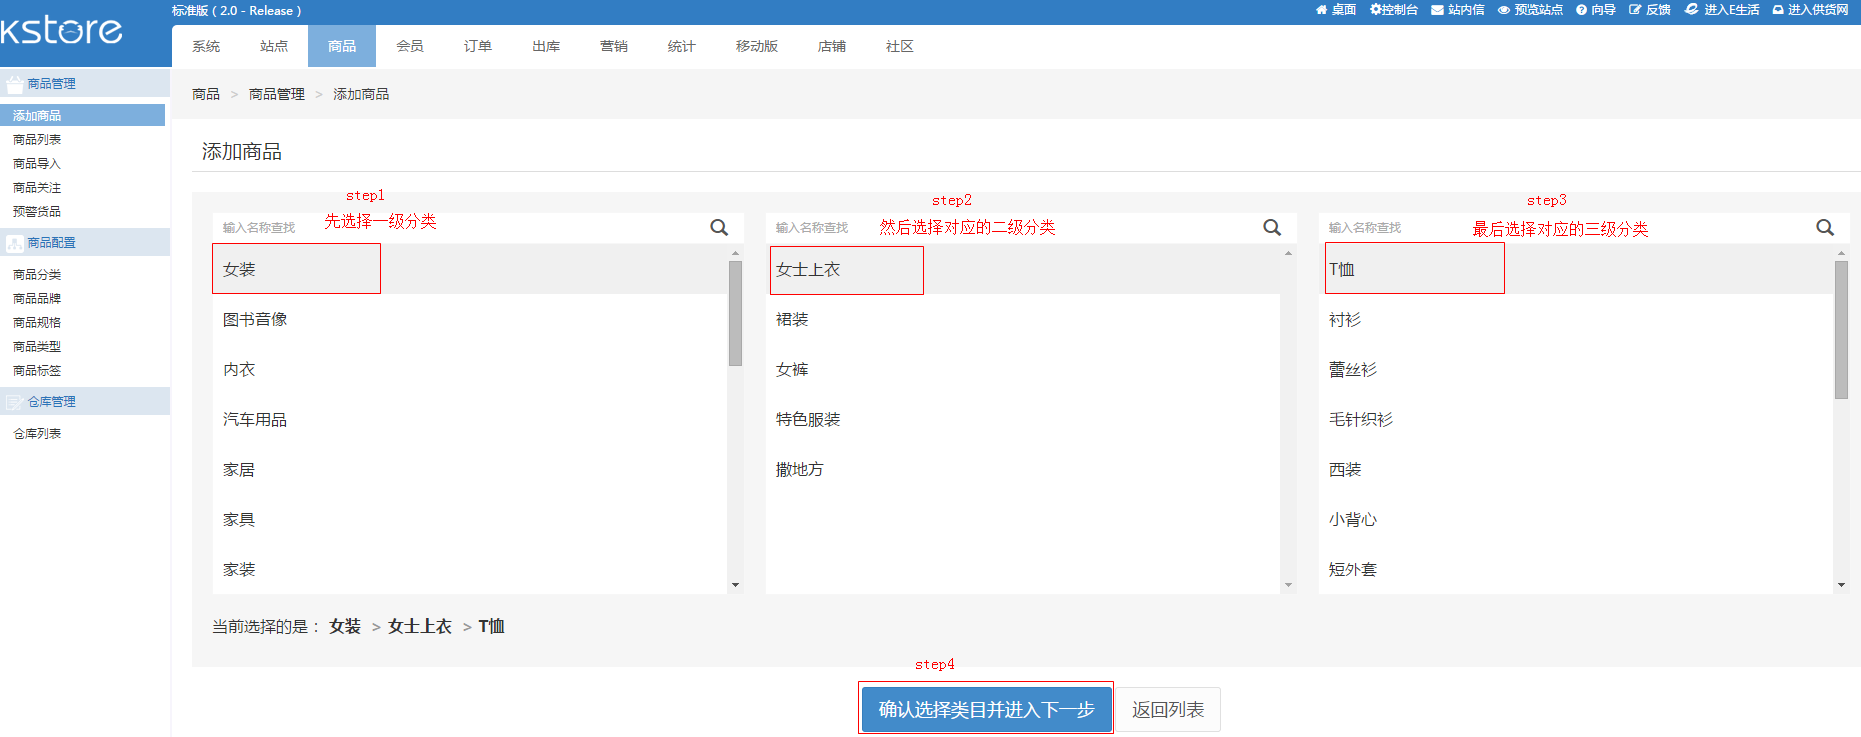 kstore
标准版 ( 2.0 - Release )
桌面 控制台 站内信 预览站点 向导 反馈 进入E生活 进入供货网
系统 站点 商品 会员 订单 出库 营销 统计 移动版 店铺 社区
商品管理
添加商品
商品列表
商品导入
商品关注
预警货品
商品配置
商品分类
商品品牌
商品规格
商品类型
商品标签
仓库管理
仓库列表
商品 > 商品管理 > 添加商品
添加商品
step1
输入名称查找
先选择一级分类
女装
图书音像
内衣
汽车用品
家居
家具
家装
step2
输入名称查找
然后选择对应的二级分类
女士上衣
裙装
女裤
特色服装
撒地方
step3
输入名称查找
最后选择对应的三级分类
T恤
衬衫
蕾丝衫
毛针织衫
西装
小背心
短外套
当前选择的是： 女装 > 女士上衣 > T恤
step4
确认选择类目并进入下一步
返回列表